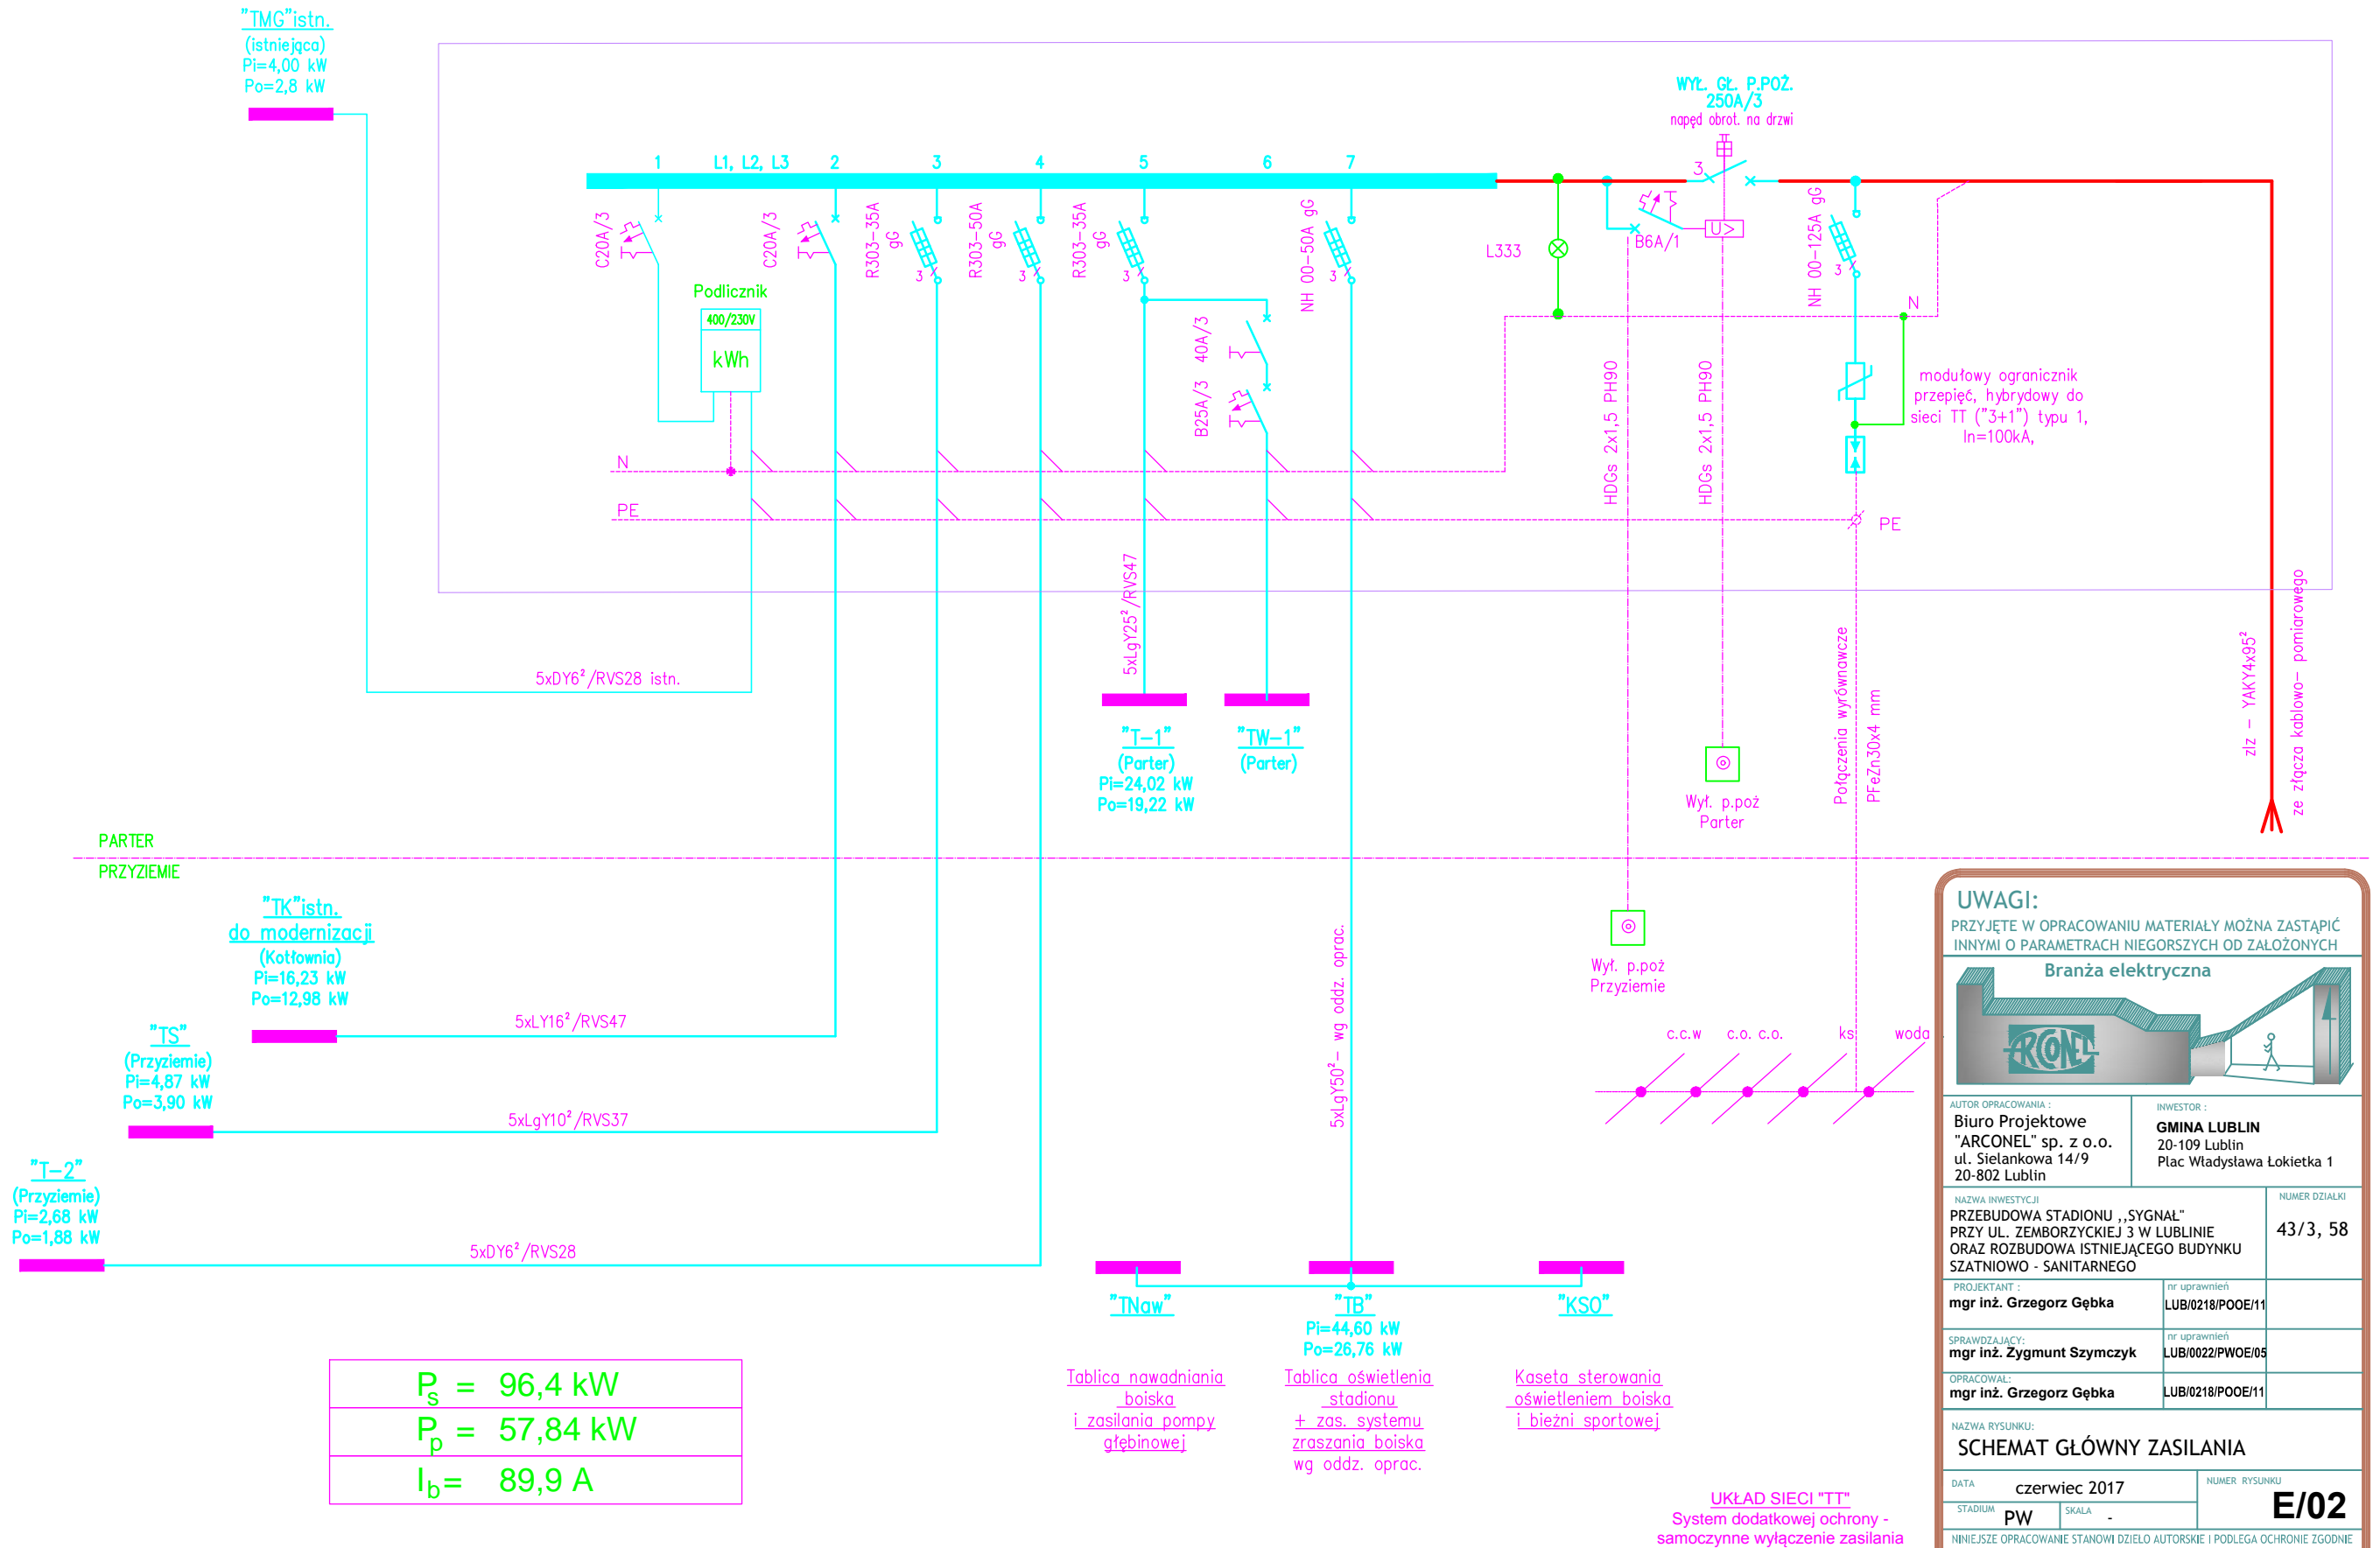 "TMG"istn.
(istniejąca)
Pi=4,00 kW
Po=2,8 kW
WYŁ. GŁ. P.POŻ.
250A/3
napęd obrot. na drzwi
1
L1, L2, L3
2
3
4
5
6
7
3
C20A/3
C20A/3
R303-35A
gG
3
R303-50A
gG
3
R303-35A
gG
3
NH 00-50A gG
3
L333
B6A/1
U>
NH 00-125A gG
3
N
Podlicznik
400/230V
kWh
40A/3
B25A/3
HDGs 2x1,5 PH90
HDGs 2x1,5 PH90
modułowy ogranicznik
przepięć, hybrydowy do
sieci TT ("3+1") typu 1,
In=100kA,
N
PE
PE
5xLgY25²/RVS47
5xDY6²/RVS28 istn.
"T-1"
(Parter)
Pi=24,02 kW
Po=19,22 kW
"TW-1"
(Parter)
Wył. p.poż
Parter
Połączenia wyrównawcze
PFeZn30x4 mm
zlz - YAKY4x95²
ze złącza kablowo- pomiarowego
PARTER
PRZYZIEMIE
"TK"istn.
do modernizacji
(Kotłownia)
Pi=16,23 kW
Po=12,98 kW
5xLY16²/RVS47
"TS"
(Przyziemie)
Pi=4,87 kW
Po=3,90 kW
5xLgY10²/RVS37
"T-2"
(Przyziemie)
Pi=2,68 kW
Po=1,88 kW
5xDY6²/RVS28
5xLgY50²- wg oddz. oprac.
Wył. p.poż
Przyziemie
c.c.w
c.o. c.o.
ks
woda
"TNaw"
Tablica nawadniania
boiska
i zasilania pompy
głębinowej
"TB"
Pi=44,60 kW
Po=26,76 kW
Tablica oświetlenia
stadionu
+ zas. systemu
zraszania boiska
wg oddz. oprac.
"KSO"
Kaseta sterowania
oświetleniem boiska
i bieżni sportowej
Ps = 96,4 kW
Pp = 57,84 kW
Ib= 89,9 A
UKŁAD SIECI "TT"
System dodatkowej ochrony -
samoczynne wyłączenie zasilania
UWAGI:
PRZYJĘTE W OPRACOWANIU MATERIAŁY MOŻNA ZASTĄPIĆ
INNYMI O PARAMETRACH NIEGORSZYCH OD ZAŁOŻONYCH
Branża elektryczna
ARCONEL
AUTOR OPRACOWANIA :
Biuro Projektowe
"ARCONEL" sp. z o.o.
ul. Sielankowa 14/9
20-802 Lublin
INWESTOR :
GMINA LUBLIN
20-109 Lublin
Plac Władysława Łokietka 1
NAZWA INWESTYCJI
PRZEBUDOWA STADIONU ,,SYGNAŁ"
PRZY UL. ZEMBORZYCKIEJ 3 W LUBLINIE
ORAZ ROZBUDOWA ISTNIEJĄCEGO BUDYNKU
SZATNIOWO - SANITARNEGO
NUMER DZIALKI
43/3, 58
PROJEKTANT :
mgr inż. Grzegorz Gębka
nr uprawnień
LUB/0218/POOE/11
SPRAWDZAJĄCY:
mgr inż. Zygmunt Szymczyk
nr uprawnień
LUB/0022/PWOE/05
OPRACOWAŁ:
mgr inż. Grzegorz Gębka
LUB/0218/POOE/11
NAZWA RYSUNKU:
SCHEMAT GŁÓWNY ZASILANIA
DATA
czerwiec 2017
NUMER RYSUNKU
E/02
STADIUM
PW
SKALA
-
NINIEJSZE OPRACOWANIE STANOWI DZIEŁO AUTORSKIE I PODLEGA OCHRONIE ZGODNIE